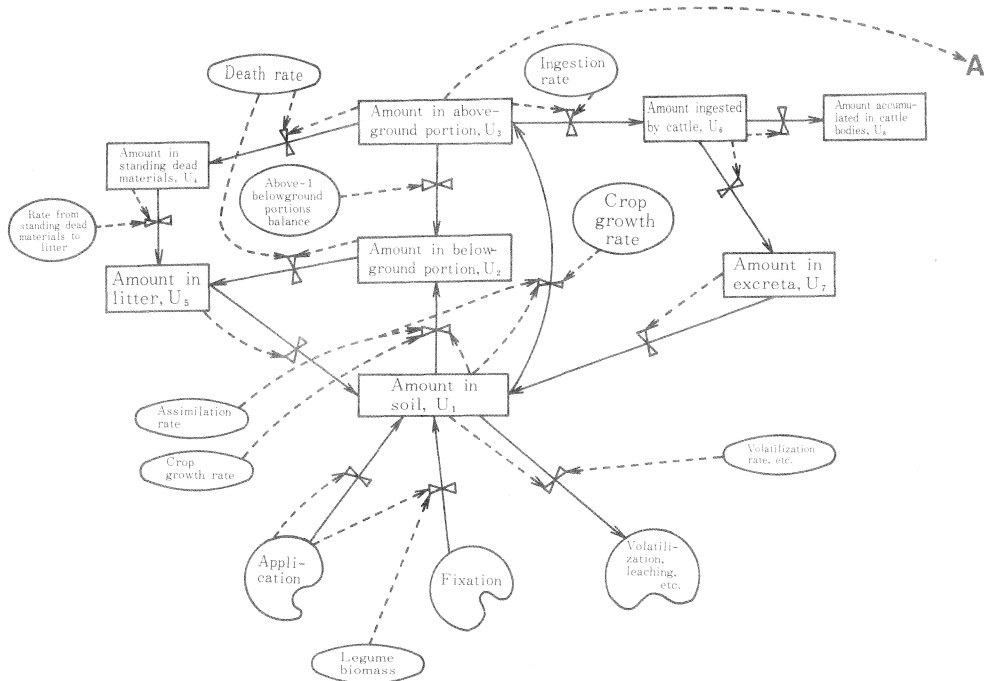 A
Death rate
Ingestion
rate
Amount in above-
ground portion, U₃
Amount ingested
by cattle, U₆
Amount accumu-
lated in cattle
bodies, U₈
Amount in
standing dead
materials, U₄
Above-1
belowground
portions
balance
Crop
growth
rate
Rate from
standing dead
materials to
litter
Amount in below-
ground portion, U₂
Amount in
litter, U₅
Amount in
excreta, U₇
Amount in
soil, U₁
Assimilation
rate
Crop
growth rate
Volatilization
rate, etc.
Appli-
cation
Fixation
Volatili-
zation,
leaching,
etc.
Legume
biomass